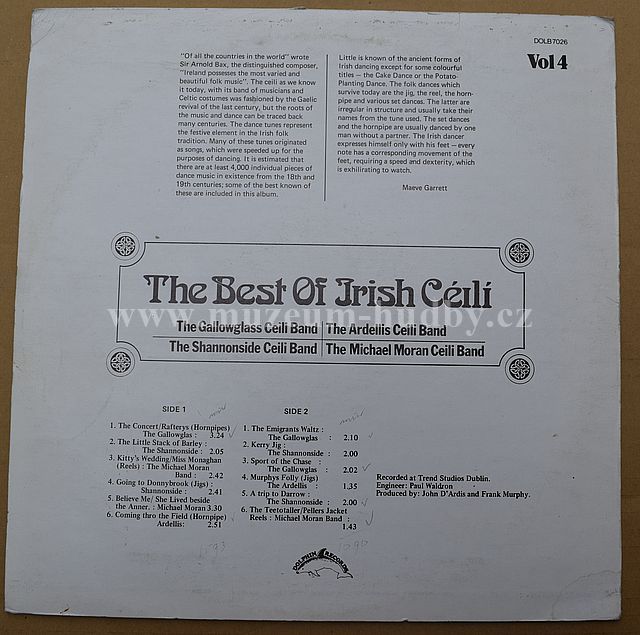 DOLB7026
Vol 4
"Of all the countries in the world" wrote
Sir Arnold Bax, the distinguished composer,
"Ireland possesses the most varied and
beautiful folk music". The ceili as we know
it today, with its band of musicians and
Celtic costumes was fashioned by the Gaelic
revival of the last century, but the roots of
the music and dance can be traced back
many centuries. The dance tunes represent
the festive element in the Irish folk
tradition. Many of these tunes originated
as songs, which were speeded up for the
purposes of dancing. It is estimated that
there are at least 4,000 individual pieces of
dance music in existence from the 18th and
19th centuries; some of the best known of
these are included in this album.
Little is known of the ancient forms of
Irish dancing except for some colourful
titles – the Cake Dance or the Potato-
Planting Dance. The folk dances which
survive today are the jig, the reel, the horn-
pipe and various set dances. The latter are
irregular in structure and usually take their
names from the tune used. The set dances
and the hornpipe are usually danced by one
man without a partner. The Irish dancer
expresses himself only with his feet – every
note has a corresponding movement of the
feet, requiring a speed and dexterity, which
is exhilirating to watch.
Maeve Garrett
The Best Of Irish Céilí
www.muzeum-hudby.cz
The Gallowglass Ceili Band | The Ardellis Ceili Band
The Shannonside Ceili Band | The Michael Moran Ceili Band
SIDE 1
1. The Concert/Rafterys (Hornpipes)
The Gallowglas : 3.24
2. The Little Stack of Barley :
The Shannonside : 2.05
3. Kitty's Wedding/Miss Monaghan
(Reels) : The Michael Moran
Band : 2.42
4. Going to Donnybrook (Jigs) :
Shannonside : 2.41
5. Believe Me/ She Lived beside
the Anner. : Michael Moran 3.30
6. Coming thro the Field (Hornpipe)
Ardellis: 2.51
SIDE 2
1. The Emigrants Waltz :
The Gallowglas : 2.10
2. Kerry Jig :
The Shannonside : 2.00
3. Sport of the Chase :
The Gallowglas : 2.02
4. Murphys Folly (Jigs)
The Ardellis : 1.35
5. A trip to Darrow :
The Shannonside : 2.00
6. The Teetotaller/Pellers Jacket
Reels : Michael Moran Band :
1.43
Recorded at Trend Studios Dublin.
Engineer: Paul Waldron
Produced by: John D'Ardis and Frank Murphy.
DOLPHIN RECORDS